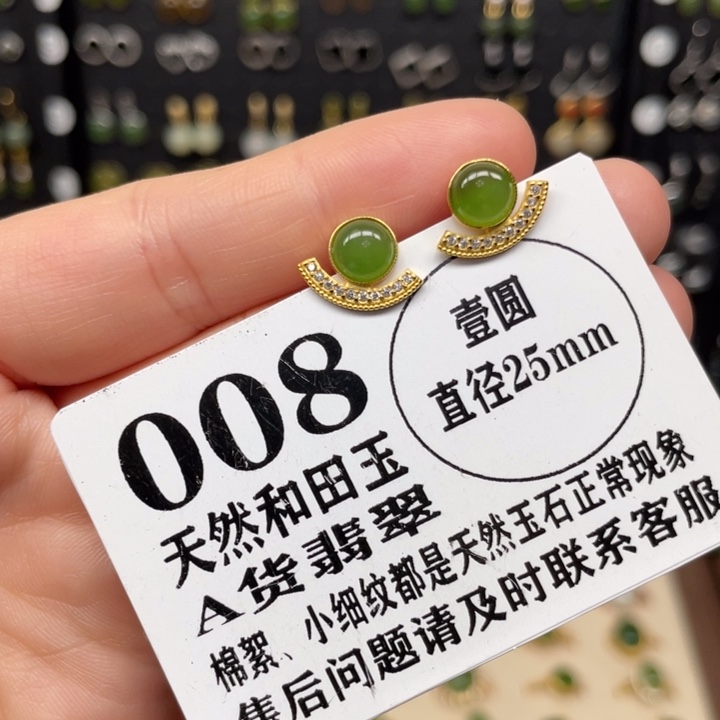 壹圆
直径25mm
008
天然和田玉
A货翡翠
棉絮、小细纹都是天然玉石正常现象
售后问题请及时联系客服